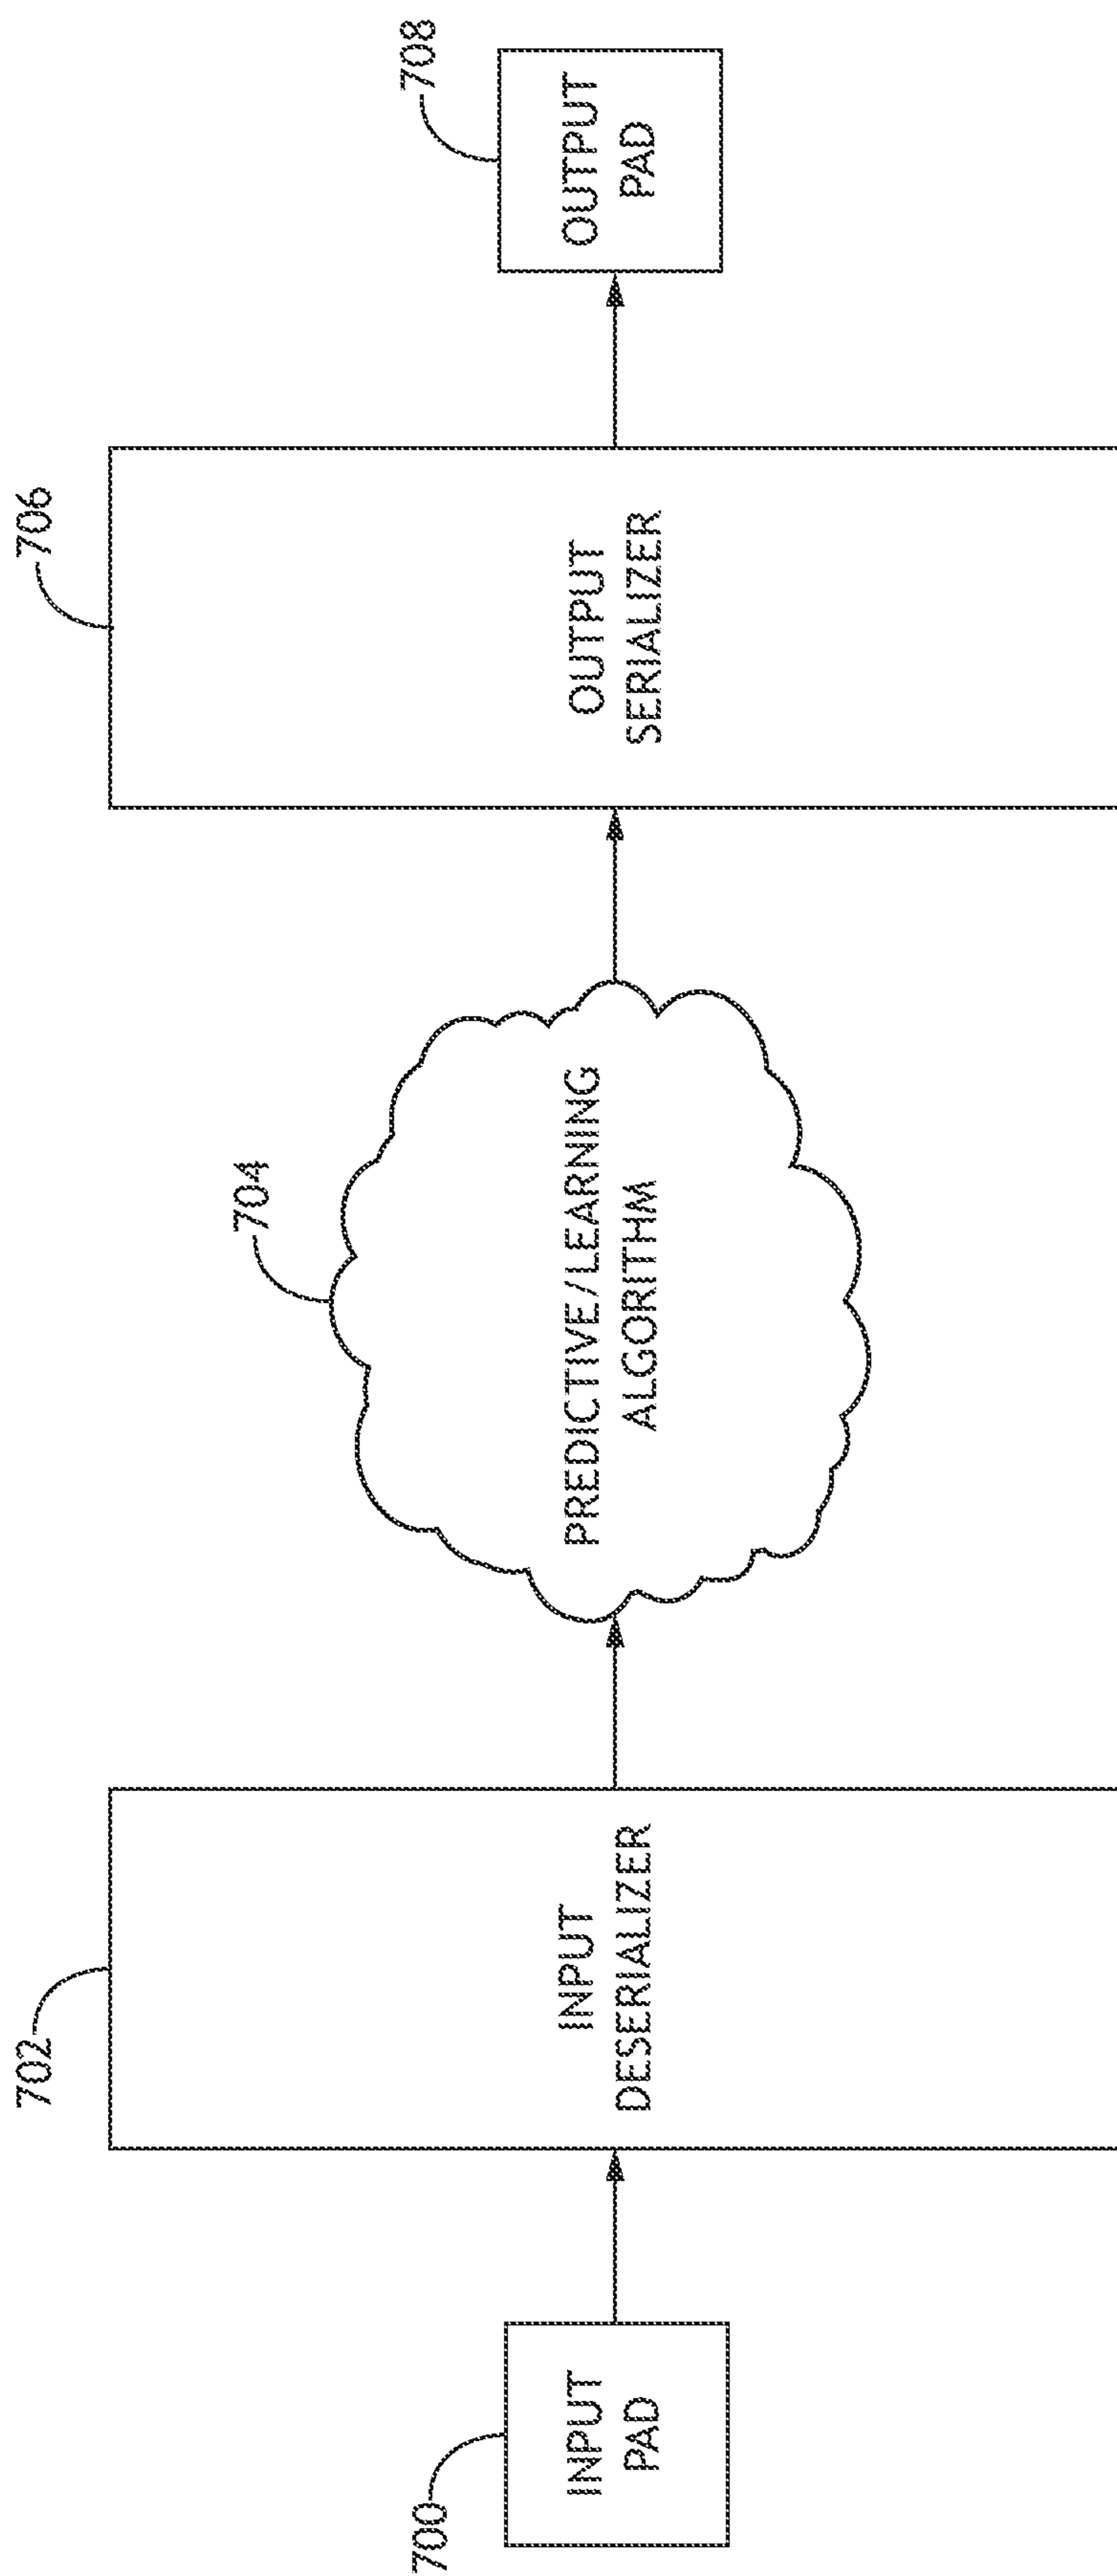 700
INPUT
PAD
702
INPUT
DESERIALIZER
704
PREDICTIVE/LEARNING
ALGORITHM
706
OUTPUT
SERIALIZER
708
OUTPUT
PAD